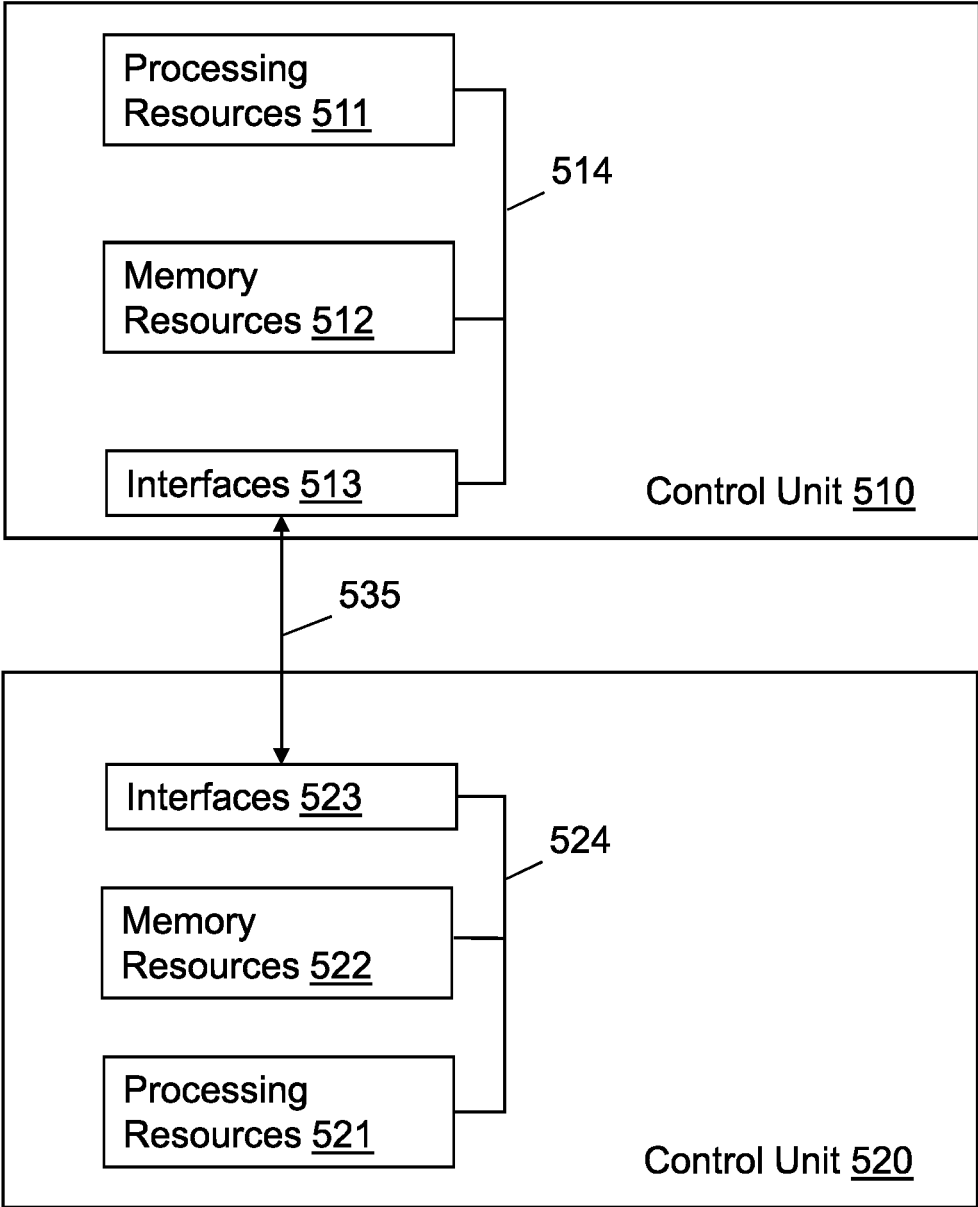 Processing
Resources 511
514
Memory
Resources 512
Interfaces 513
Control Unit 510
535
Interfaces 523
524
Memory
Resources 522
Processing
Resources 521
Control Unit 520